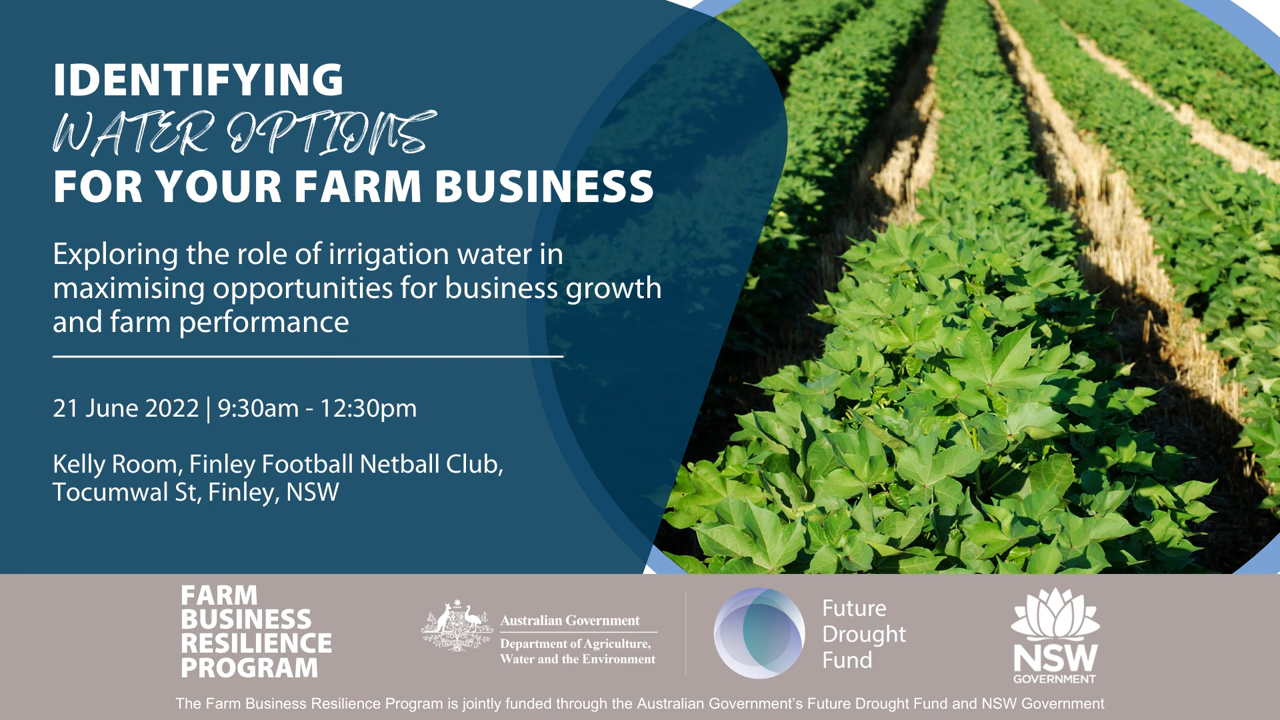 IDENTIFYING
WATER OPTIONS
FOR YOUR FARM BUSINESS
Exploring the role of irrigation water in
maximising opportunities for business growth
and farm performance
21 June 2022 | 9:30am - 12:30pm
Kelly Room, Finley Football Netball Club,
Tocumwal St, Finley, NSW
FARM
BUSINESS
RESILIENCE
PROGRAM
Australian Government
Department of Agriculture,
Water and the Environment
Future
Drought
Fund
NSW
GOVERNMENT
The Farm Business Resilience Program is jointly funded through the Australian Government's Future Drought Fund and NSW Government